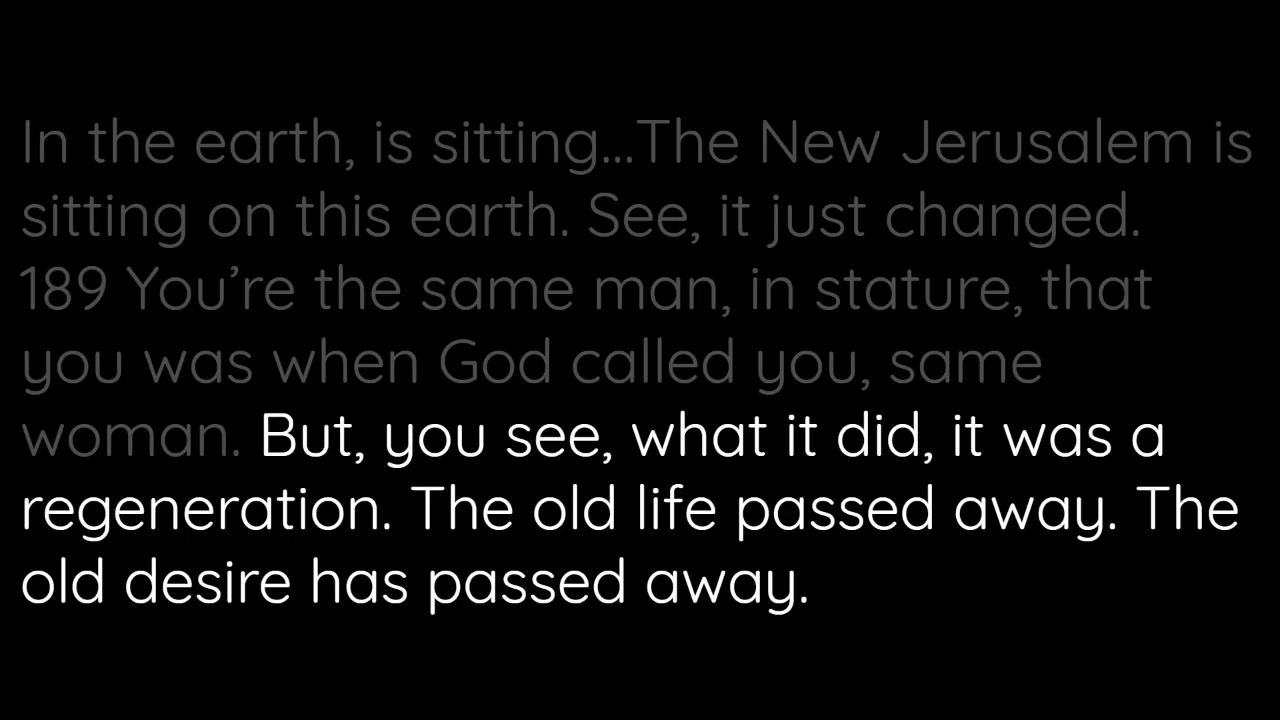 In the earth, is sitting...The New Jerusalem is
sitting on this earth. See, it just changed.
189 You’re the same man, in stature, that
you was when God called you, same
woman. But, you see, what it did, it was a
regeneration. The old life passed away. The
old desire has passed away.